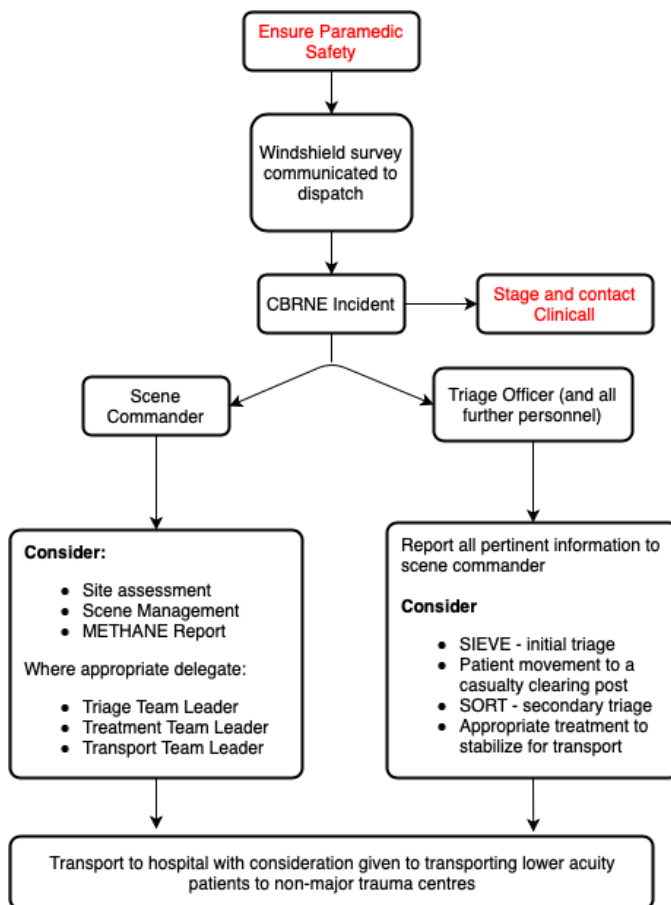 Ensure Paramedic
Safety
Windshield survey
communicated to
dispatch
CBRNE Incident
Stage and contact
Clinicall
Scene
Commander
Triage Officer (and all
further personnel)
Consider:
• Site assessment
• Scene Management
• METHANE Report
Where appropriate delegate:
• Triage Team Leader
• Treatment Team Leader
• Transport Team Leader
Report all pertinent information to
scene commander
Consider
• SIEVE - initial triage
• Patient movement to a
casualty clearing post
• SORT - secondary triage
• Appropriate treatment to
stabilize for transport
Transport to hospital with consideration given to transporting lower acuity
patients to non-major trauma centres